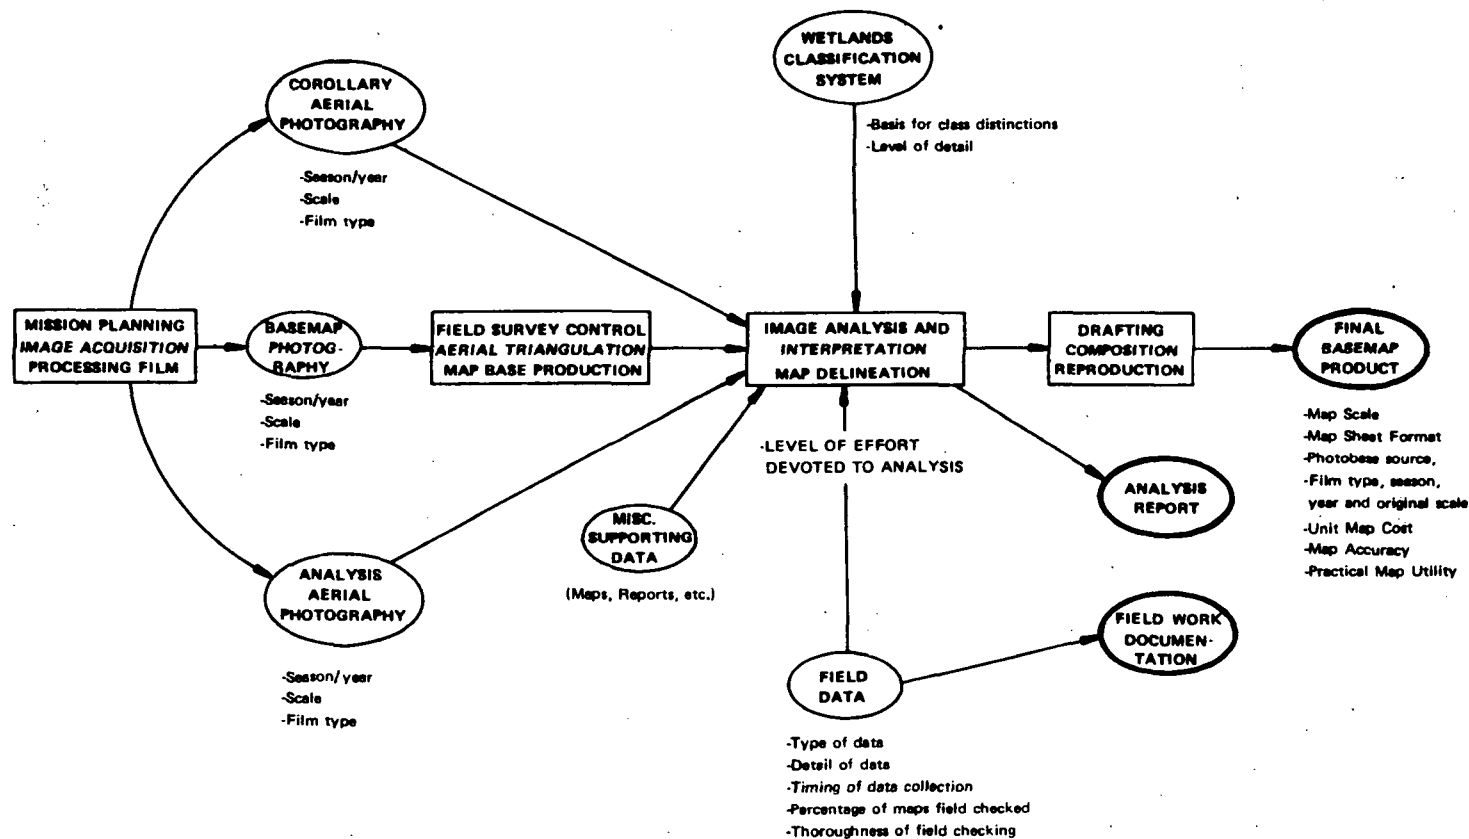 WETLANDS
CLASSIFICATION
SYSTEM
-Basis for class distinctions
-Level of detail
COROLLARY
AERIAL
PHOTOGRAPHY
-Season/year
-Scale
-Film type
MISSION PLANNING
IMAGE ACQUISITION
PROCESSING FILM
BASEMAP
PHOTOG-
RAPHY
-Season/year
-Scale
-Film type
FIELD SURVEY CONTROL
AERIAL TRIANGULATION
MAP BASE PRODUCTION
IMAGE ANALYSIS AND
INTERPRETATION
MAP DELINEATION
DRAFTING
COMPOSITION
REPRODUCTION
FINAL
BASEMAP
PRODUCT
-Map Scale
-Map Sheet Format
-Photobase source,
-Film type, season,
year and original scale
-Unit Map Cost
-Map Accuracy
-Practical Map Utility
-LEVEL OF EFFORT
DEVOTED TO ANALYSIS
ANALYSIS
REPORT
MISC.
SUPPORTING
DATA
(Maps, Reports, etc.)
ANALYSIS
AERIAL
PHOTOGRAPHY
-Season/year
-Scale
-Film type
FIELD WORK
DOCUMEN-
TATION
FIELD
DATA
-Type of data
-Detail of data
-Timing of data collection
-Percentage of maps field checked
-Thoroughness of field checking